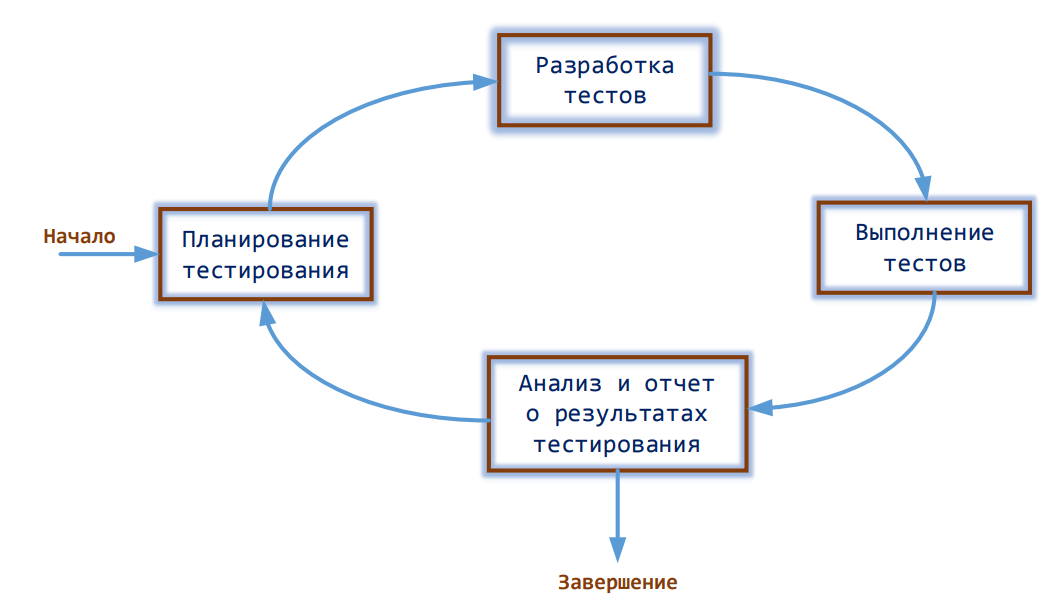 Разработка
тестов
Начало
Планирование
тестирования
Выполнение
тестов
Анализ и отчет
о результатах
тестирования
Завершение